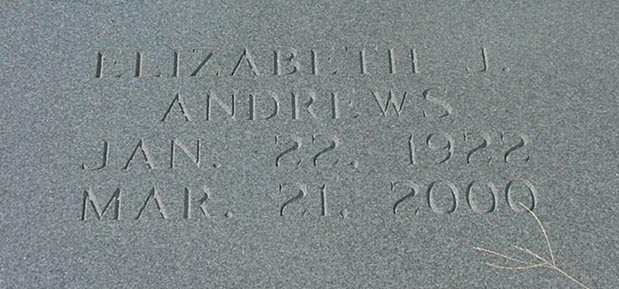 ELIZABETH J.
ANDREWS
JAN. 22, 1922
MAR. 21, 2000